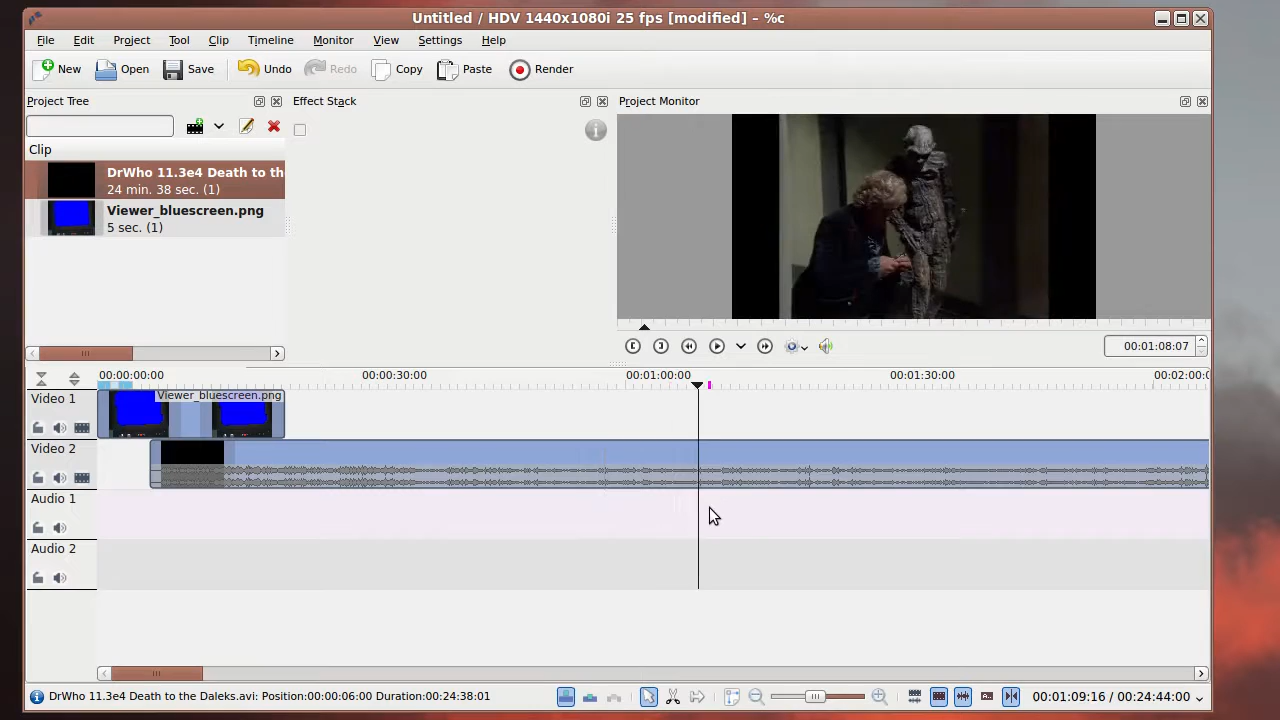 Untitled / HDV 1440x1080i 25 fps [modified] – %c
File Edit Project Tool Clip Timeline Monitor View Settings Help
New Open Save Undo Redo Copy Paste Render
Project Tree Effect Stack Project Monitor
Clip
DrWho 11.3e4 Death to th
24 min. 38 sec. (1)
Viewer_bluescreen.png
5 sec. (1)
00:01:08:07
00:00:00:00 00:00:30:00 00:01:00:00 00:01:30:00 00:02:00:0
Video 1 Viewer_bluescreen.png
Video 2
Audio 1
Audio 2
DrWho 11.3e4 Death to the Daleks.avi: Position:00:00:06:00 Duration:00:24:38:01 00:01:09:16 / 00:24:44:00